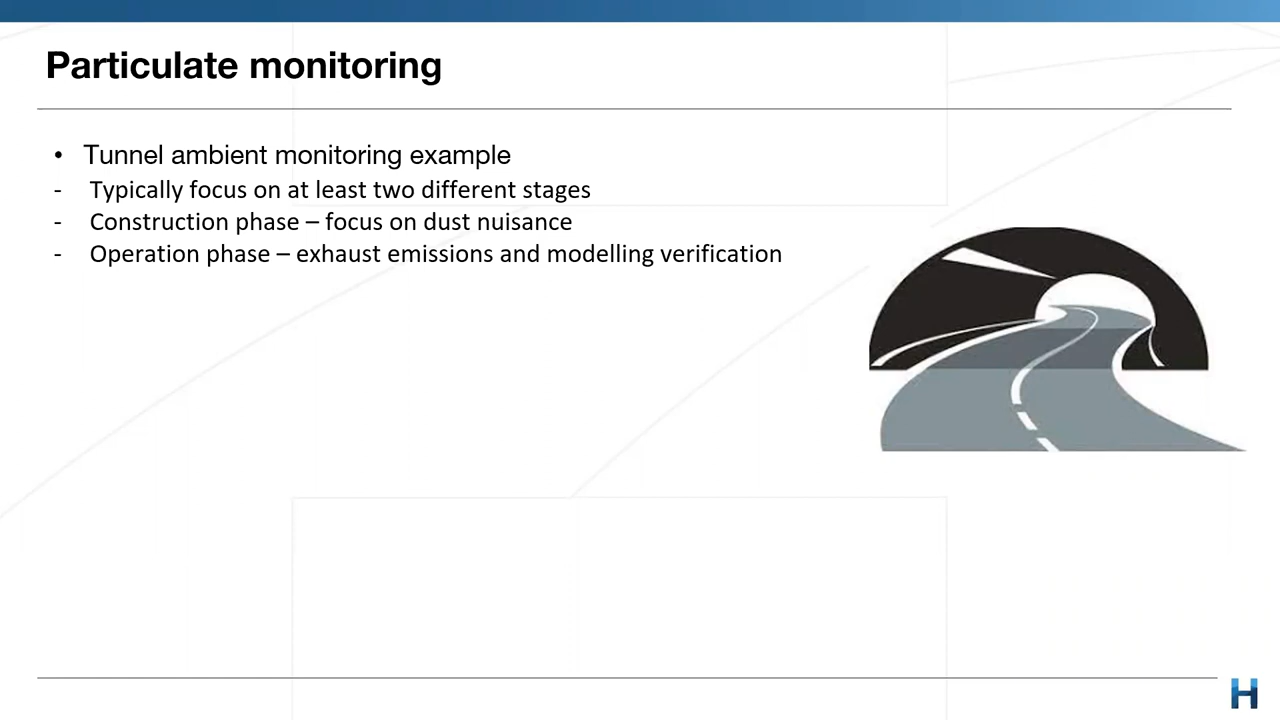 Particulate monitoring
• Tunnel ambient monitoring example
- Typically focus on at least two different stages
- Construction phase – focus on dust nuisance
- Operation phase – exhaust emissions and modelling verification
H